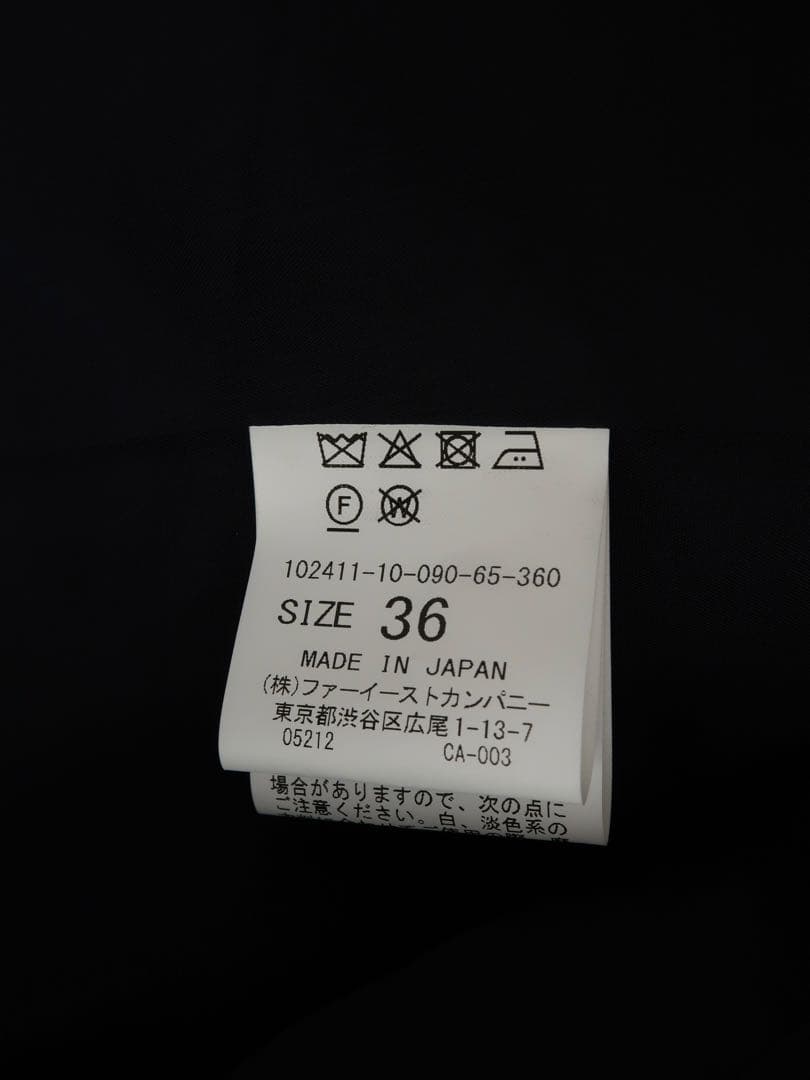 F W
102411-10-090-65-360
SIZE 36
MADE IN JAPAN
(株)ファーイーストカンパニー
東京都渋谷区広尾1-13-7
05212 CA-003
場合がありますので、次の点に
ご注意ください。白、淡色系の